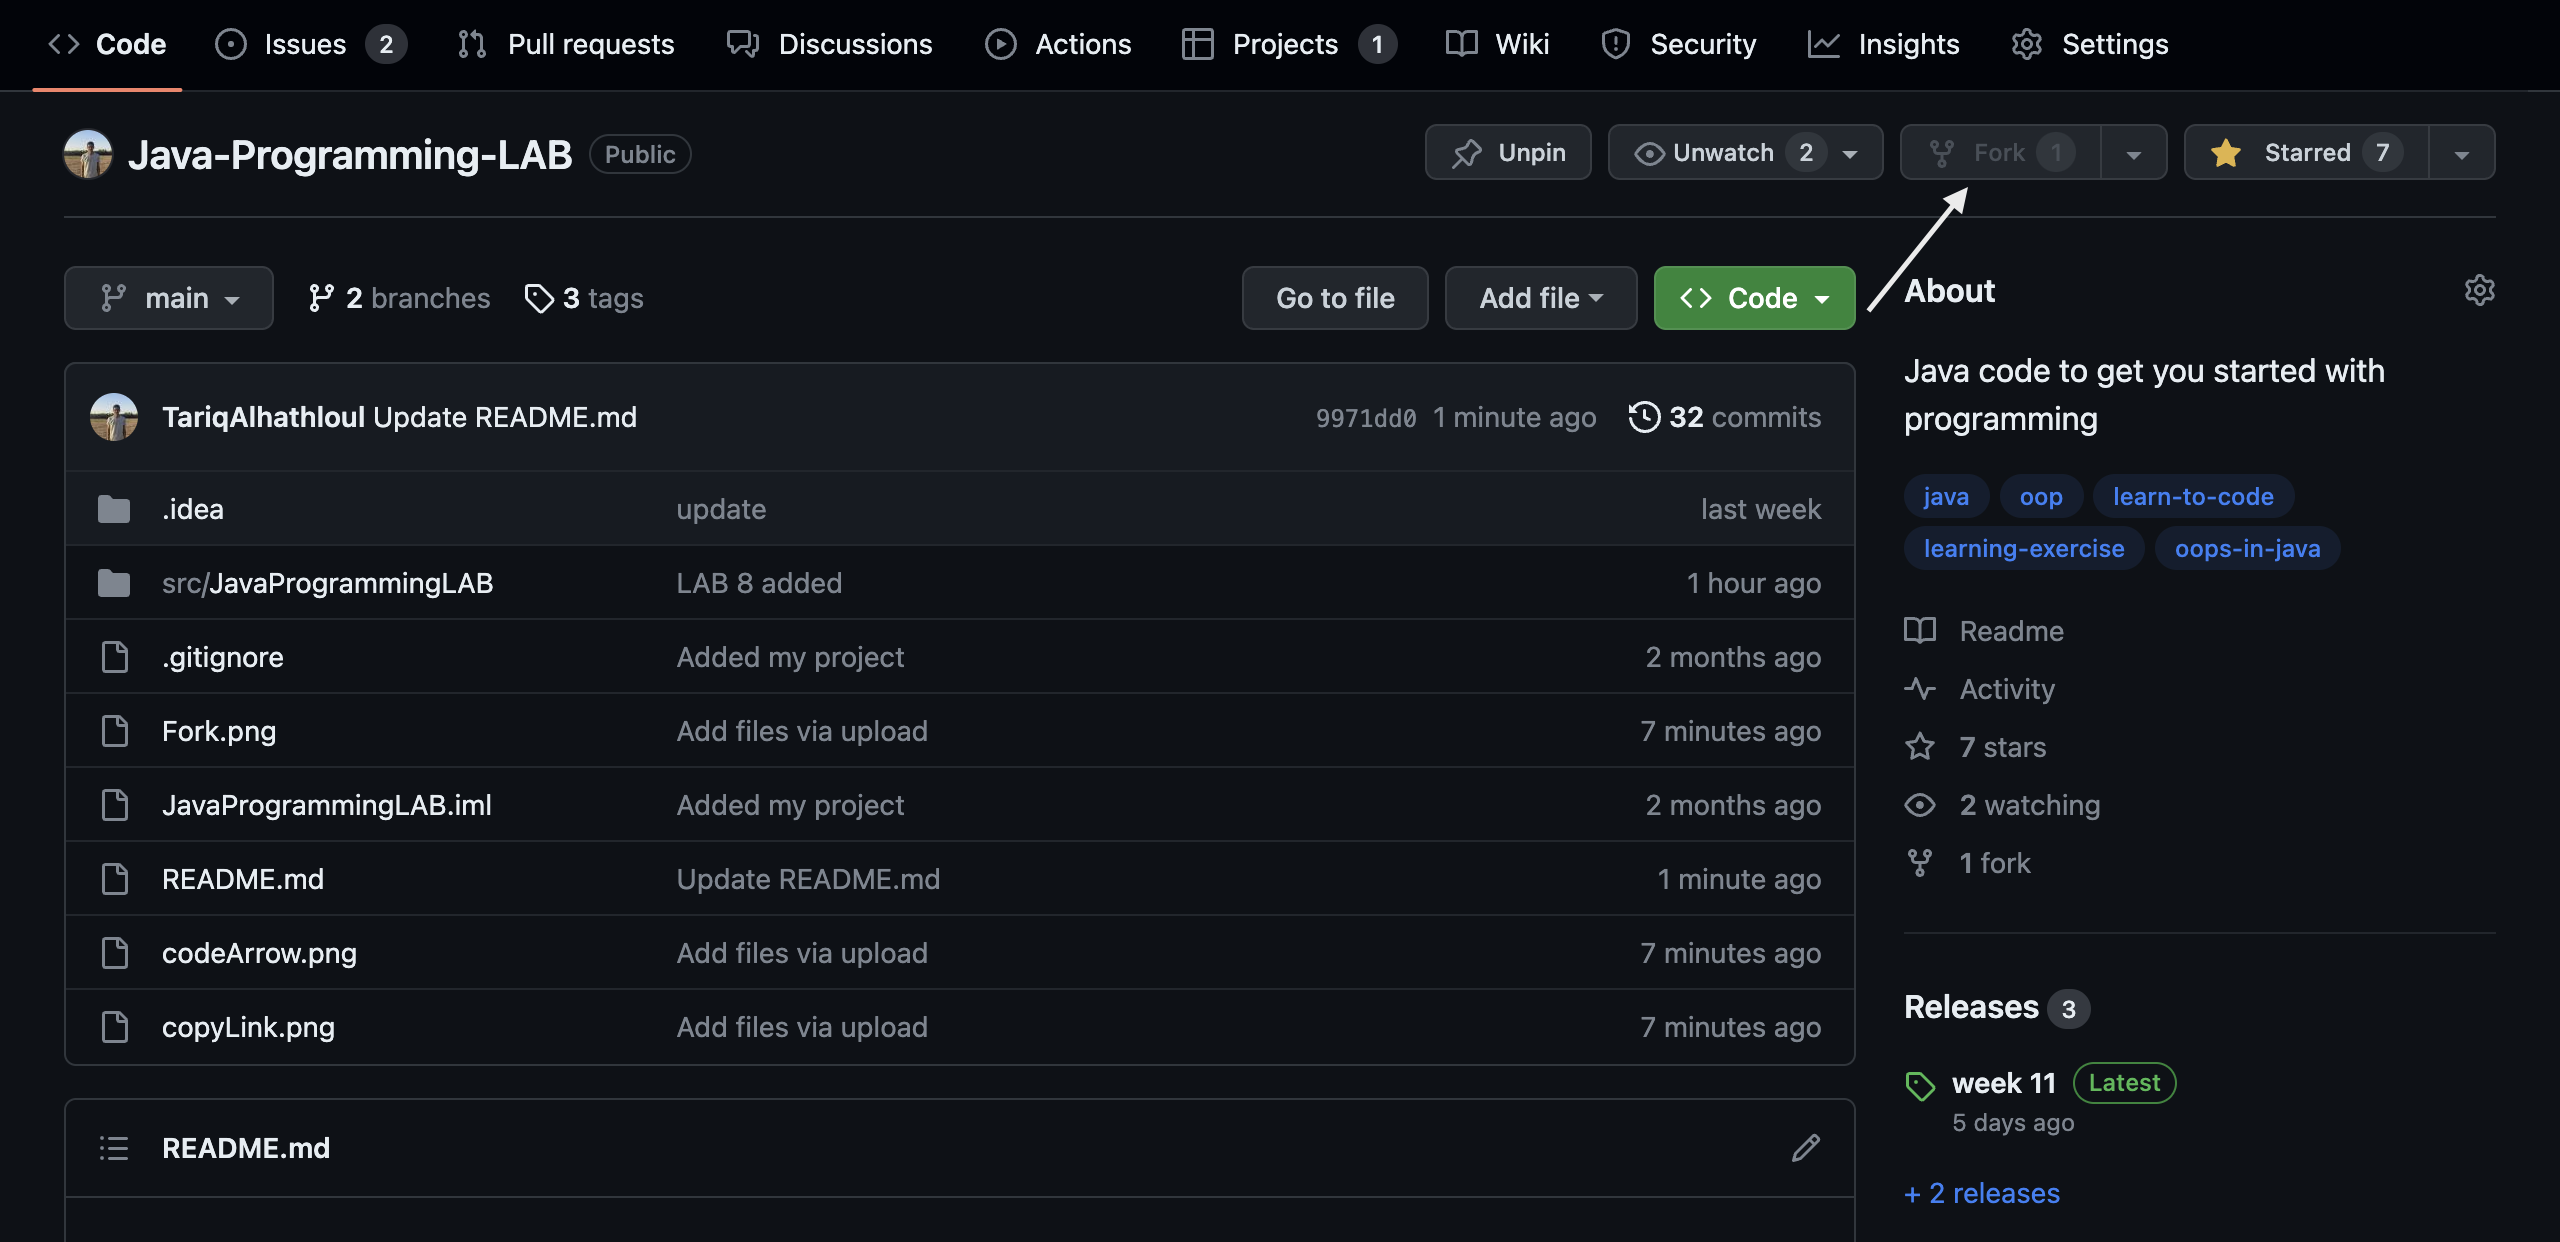 Code Issues 2 Pull requests Discussions Actions Projects 1 Wiki Security Insights Settings
Java-Programming-LAB Public Unpin Unwatch 2 Fork 1 Starred 7
main 2 branches 3 tags Go to file Add file Code
TariqAlhathloul Update README.md 9971dd0 1 minute ago 32 commits
.idea update last week
src/JavaProgrammingLAB LAB 8 added 1 hour ago
.gitignore Added my project 2 months ago
Fork.png Add files via upload 7 minutes ago
JavaProgrammingLAB.iml Added my project 2 months ago
README.md Update README.md 1 minute ago
codeArrow.png Add files via upload 7 minutes ago
copyLink.png Add files via upload 7 minutes ago
README.md
About
Java code to get you started with
programming
java oop learn-to-code
learning-exercise oops-in-java
Readme
Activity
7 stars
2 watching
1 fork
Releases 3
week 11 Latest
5 days ago
+ 2 releases